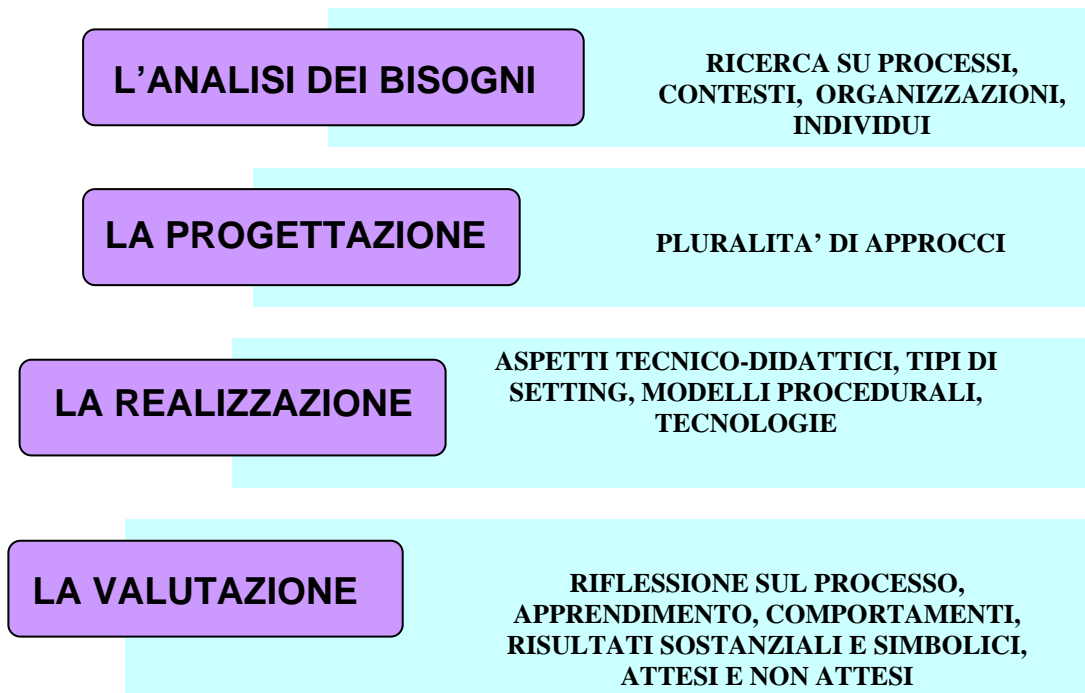 L’ANALISI DEI BISOGNI
RICERCA SU PROCESSI,
CONTESTI, ORGANIZZAZIONI,
INDIVIDUI
LA PROGETTAZIONE
PLURALITA’ DI APPROCCI
LA REALIZZAZIONE
ASPETTI TECNICO-DIDATTICI, TIPI DI
SETTING, MODELLI PROCEDURALI,
TECNOLOGIE
LA VALUTAZIONE
RIFLESSIONE SUL PROCESSO,
APPRENDIMENTO, COMPORTAMENTI,
RISULTATI SOSTANZIALI E SIMBOLICI,
ATTESI E NON ATTESI